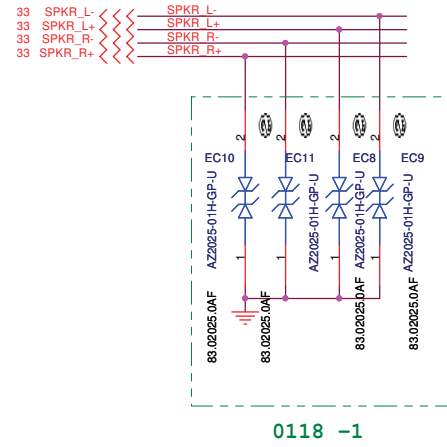 33 SPKR_L- SPKR_L-
33 SPKR_L+ SPKR_L+
33 SPKR_R- SPKR_R-
33 SPKR_R+ SPKR_R+
2 2 2 2
EC10 EC11 EC8 EC9
AZ2025-01H-GP-U
AZ2025-01H-GP-U
AZ2025-01H-GP-U
AZ2025-01H-GP-U
1 1 1 1
83.02025.0AF
83.02025.0AF
83.02025.0AF
83.02025.0AF
0118 -1